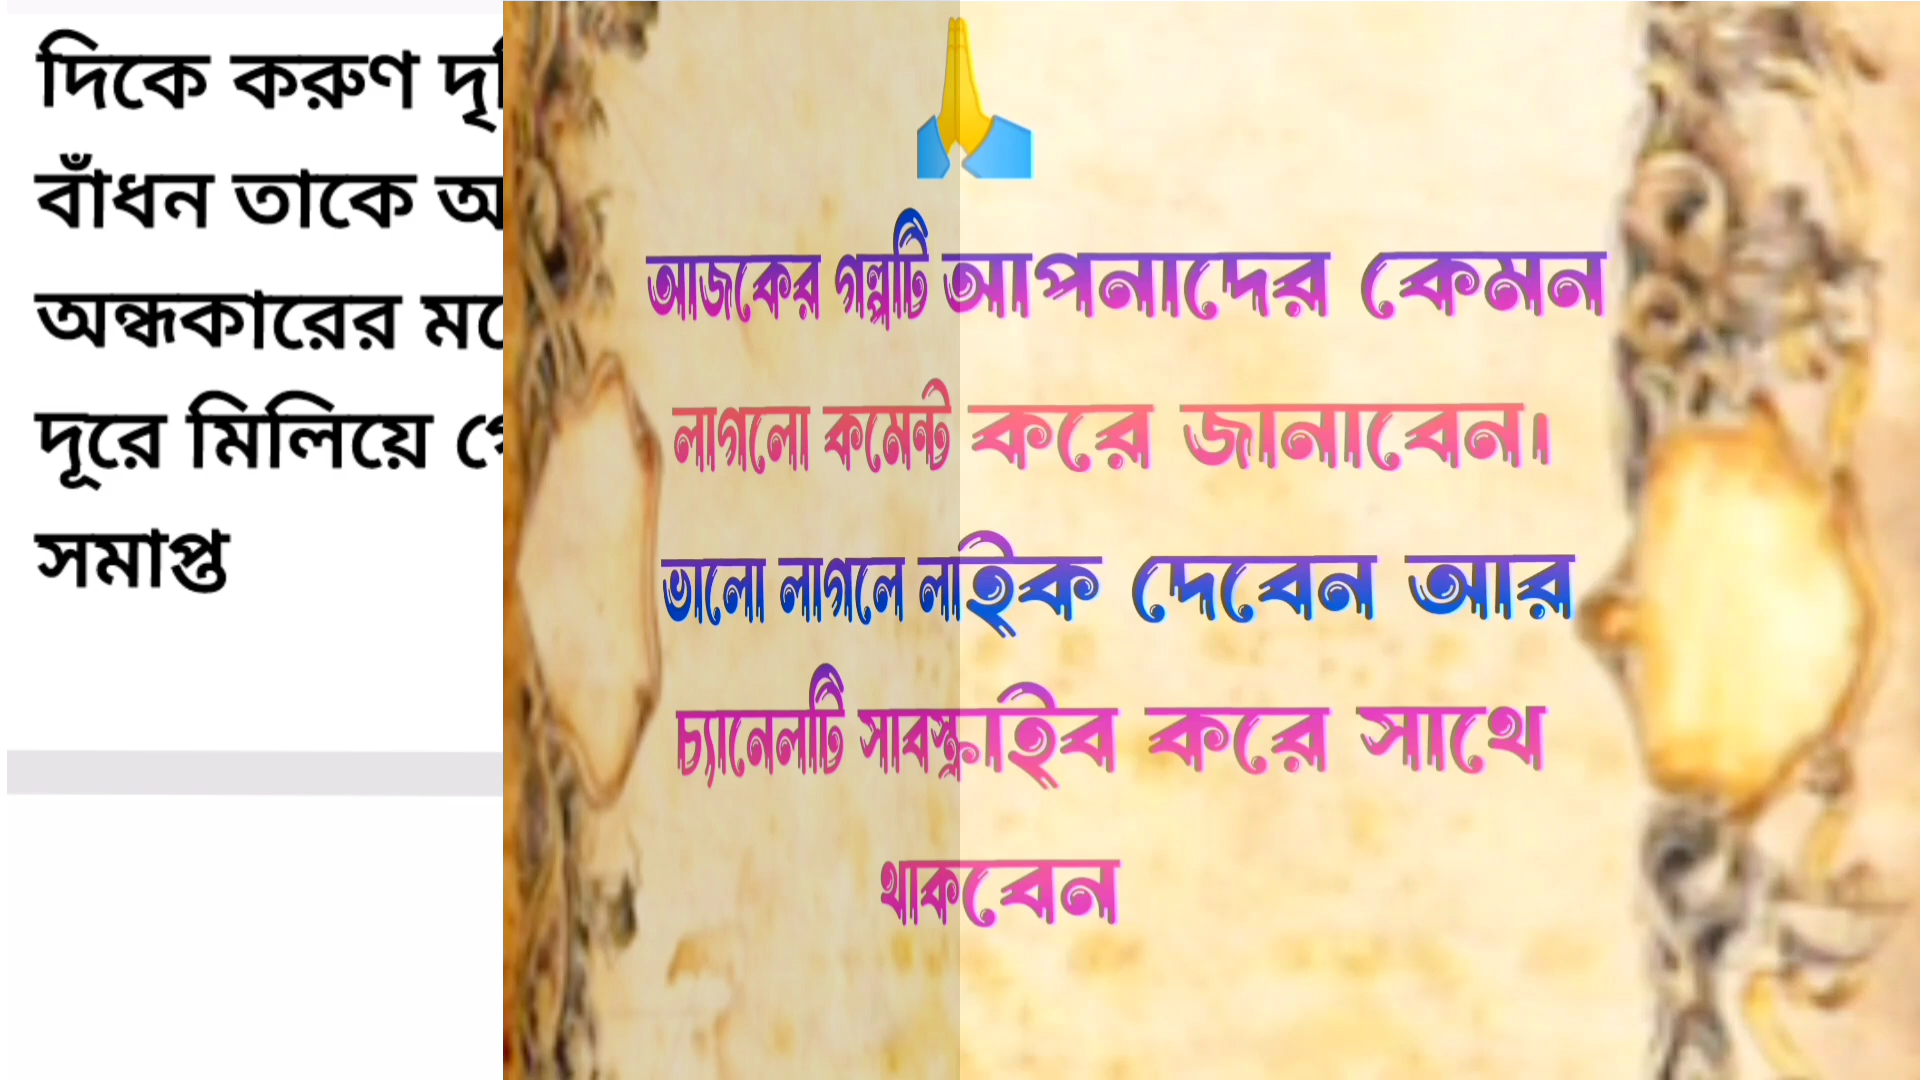 দিকে করুণ
বাঁধন তাকে
অন্ধকারের
দূরে মিলিয়ে
সমাপ্ত
🙏
আজকের গল্পটি আপনাদের কেমন
লাগলো কমেন্ট করে জানাবেন।
ভালো লাগলে লাইক দেবেন আর
চ্যানেলটি সাবস্ক্রাইব করে সাথে
থাকবেন